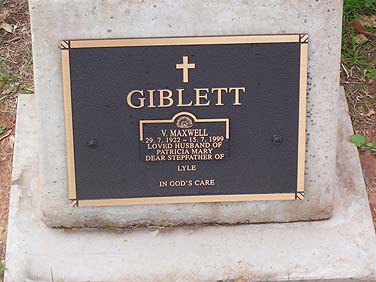 GIBLETT
V. MAXWELL
29. 7. 1922 - 15. 7. 1999
LOVED HUSBAND OF
PATRICIA MARY
DEAR STEPFATHER OF
LYLE
IN GOD'S CARE